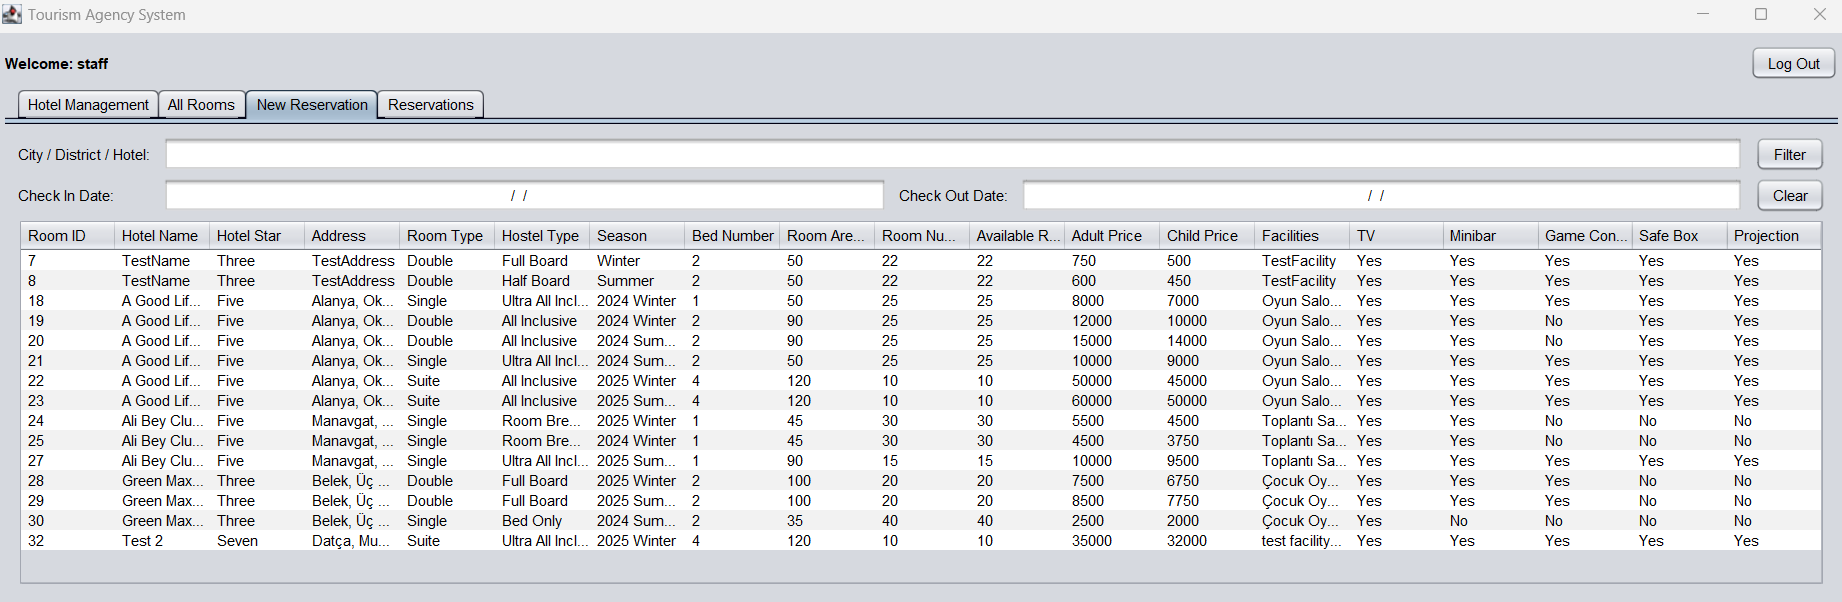 Tourism Agency System
Welcome: staff
Log Out
Hotel Management All Rooms New Reservation Reservations
City / District / Hotel: Filter
Check In Date: / / Check Out Date: / / Clear
Room ID Hotel Name Hotel Star Address Room Type Hostel Type Season Bed Number Room Are... Room Nu... Available R... Adult Price Child Price Facilities TV Minibar Game Con... Safe Box Projection
7 TestName Three TestAddress Double Full Board Winter 2 50 22 22 750 500 TestFacility Yes Yes Yes Yes Yes
8 TestName Three TestAddress Double Half Board Summer 2 50 22 22 600 450 TestFacility Yes Yes Yes Yes Yes
18 A Good Lif... Five Alanya, Ok... Single Ultra All Incl... 2024 Winter 1 50 25 25 8000 7000 Oyun Salo... Yes Yes Yes Yes Yes
19 A Good Lif... Five Alanya, Ok... Double All Inclusive 2024 Winter 2 90 25 25 12000 10000 Oyun Salo... Yes Yes No Yes Yes
20 A Good Lif... Five Alanya, Ok... Double All Inclusive 2024 Sum... 2 90 25 25 15000 14000 Oyun Salo... Yes Yes No Yes Yes
21 A Good Lif... Five Alanya, Ok... Single Ultra All Incl... 2024 Sum... 2 50 25 25 10000 9000 Oyun Salo... Yes Yes Yes Yes Yes
22 A Good Lif... Five Alanya, Ok... Suite All Inclusive 2025 Winter 4 120 10 10 50000 45000 Oyun Salo... Yes Yes Yes Yes Yes
23 A Good Lif... Five Alanya, Ok... Suite All Inclusive 2025 Sum... 4 120 10 10 60000 50000 Oyun Salo... Yes Yes Yes Yes Yes
24 Ali Bey Clu... Five Manavgat, ... Single Room Bre... 2025 Winter 1 45 30 30 5500 4500 Toplantı Sa... Yes Yes No No No
25 Ali Bey Clu... Five Manavgat, ... Single Room Bre... 2024 Winter 1 45 30 30 4500 3750 Toplantı Sa... Yes Yes No No No
27 Ali Bey Clu... Five Manavgat, ... Single Ultra All Incl... 2025 Sum... 1 90 15 15 10000 9500 Toplantı Sa... Yes Yes Yes Yes Yes
28 Green Max... Three Belek, Üç ... Double Full Board 2025 Winter 2 100 20 20 7500 6750 Çocuk Oy... Yes Yes Yes No No
29 Green Max... Three Belek, Üç ... Double Full Board 2025 Sum... 2 100 20 20 8500 7750 Çocuk Oy... Yes Yes Yes No No
30 Green Max... Three Belek, Üç ... Single Bed Only 2024 Sum... 2 35 40 40 2500 2000 Çocuk Oy... Yes No No No No
32 Test 2 Seven Datça, Mu... Suite Ultra All Incl... 2025 Winter 4 120 10 10 35000 32000 test facility... Yes Yes Yes Yes Yes